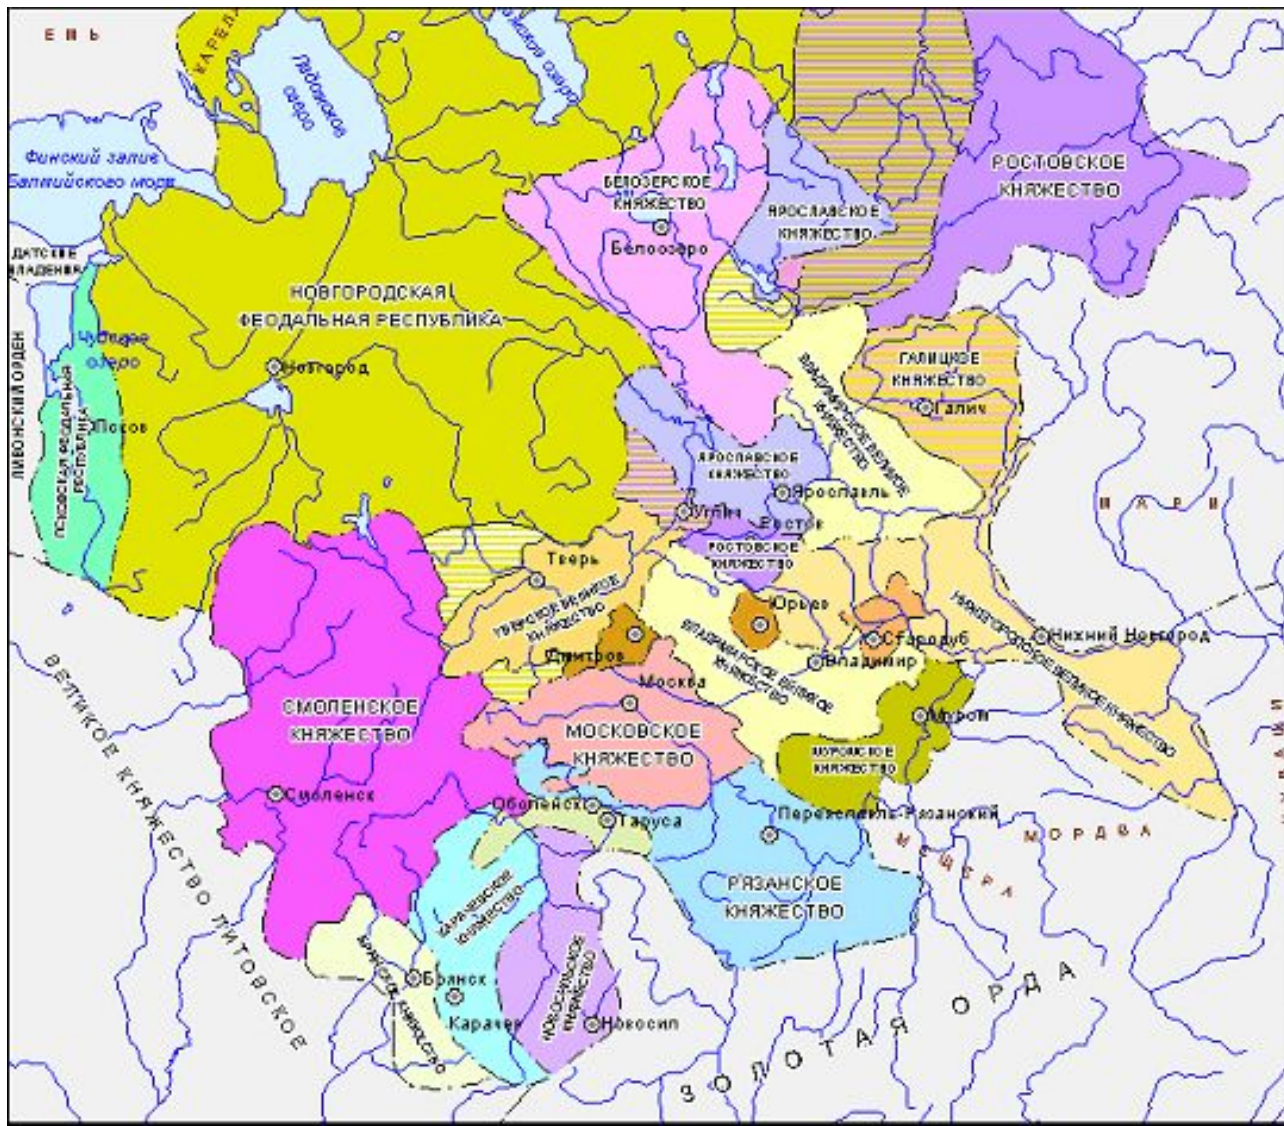 ЕМЬ
Ладожское
озеро
Финский залив
Балтийского моря
РОСТОВСКОЕ
КНЯЖЕСТВО
БЕЛОЗЕРСКОЕ
КНЯЖЕСТВО
Белоозеро
ЯРОСЛАВСКОЕ
КНЯЖЕСТВО
ДАТСКИЕ
ВЛАДЕНИЯ
НОВГОРОДСКАЯ
ФЕОДАЛЬНАЯ РЕСПУБЛИКА
Чудское
озеро
Новгород
ЛИВОНСКИЙ ОРДЕН
ПСКОВСКАЯ ФЕОДАЛЬНАЯ
РЕСПУБЛИКА
Псков
ВЛАДИМИРСКОЕ ВЕЛИКОЕ
КНЯЖЕСТВО
ГАЛИЦКОЕ
КНЯЖЕСТВО
Галич
ЯРОСЛАВСКОЕ
КНЯЖЕСТВО
Ярославль
Углич
Ростов
РОСТОВСКОЕ
КНЯЖЕСТВО
МАРИ
Тверь
ТВЕРСКОЕ ВЕЛИКОЕ
КНЯЖЕСТВО
Юрьев
Дмитров
ВЛАДИМИРСКОЕ ВЕЛИКОЕ
КНЯЖЕСТВО
Стародуб
Владимир
НИЖЕГОРОДСКОЕ ВЕЛИКОЕ КНЯЖЕСТВО
Нижний Новгород
Москва
МОСКОВСКОЕ
КНЯЖЕСТВО
Муром
МУРОМСКОЕ
КНЯЖЕСТВО
СМОЛЕНСКОЕ
КНЯЖЕСТВО
Смоленск
ВЕЛИКОЕ КНЯЖЕСТВО ЛИТОВСКОЕ
Оболенск
Таруса
Переяславль-Рязанский
РЯЗАНСКОЕ
КНЯЖЕСТВО
МЕЩЕРА
МОРДВА
КАРАЧЕВСКОЕ
КНЯЖЕСТВО
БРЯНСКОЕ КНЯЖЕСТВО
Брянск
Карачев
НОВОСИЛЬСКОЕ
КНЯЖЕСТВО
Новосил
ЗОЛОТАЯ ОРДА